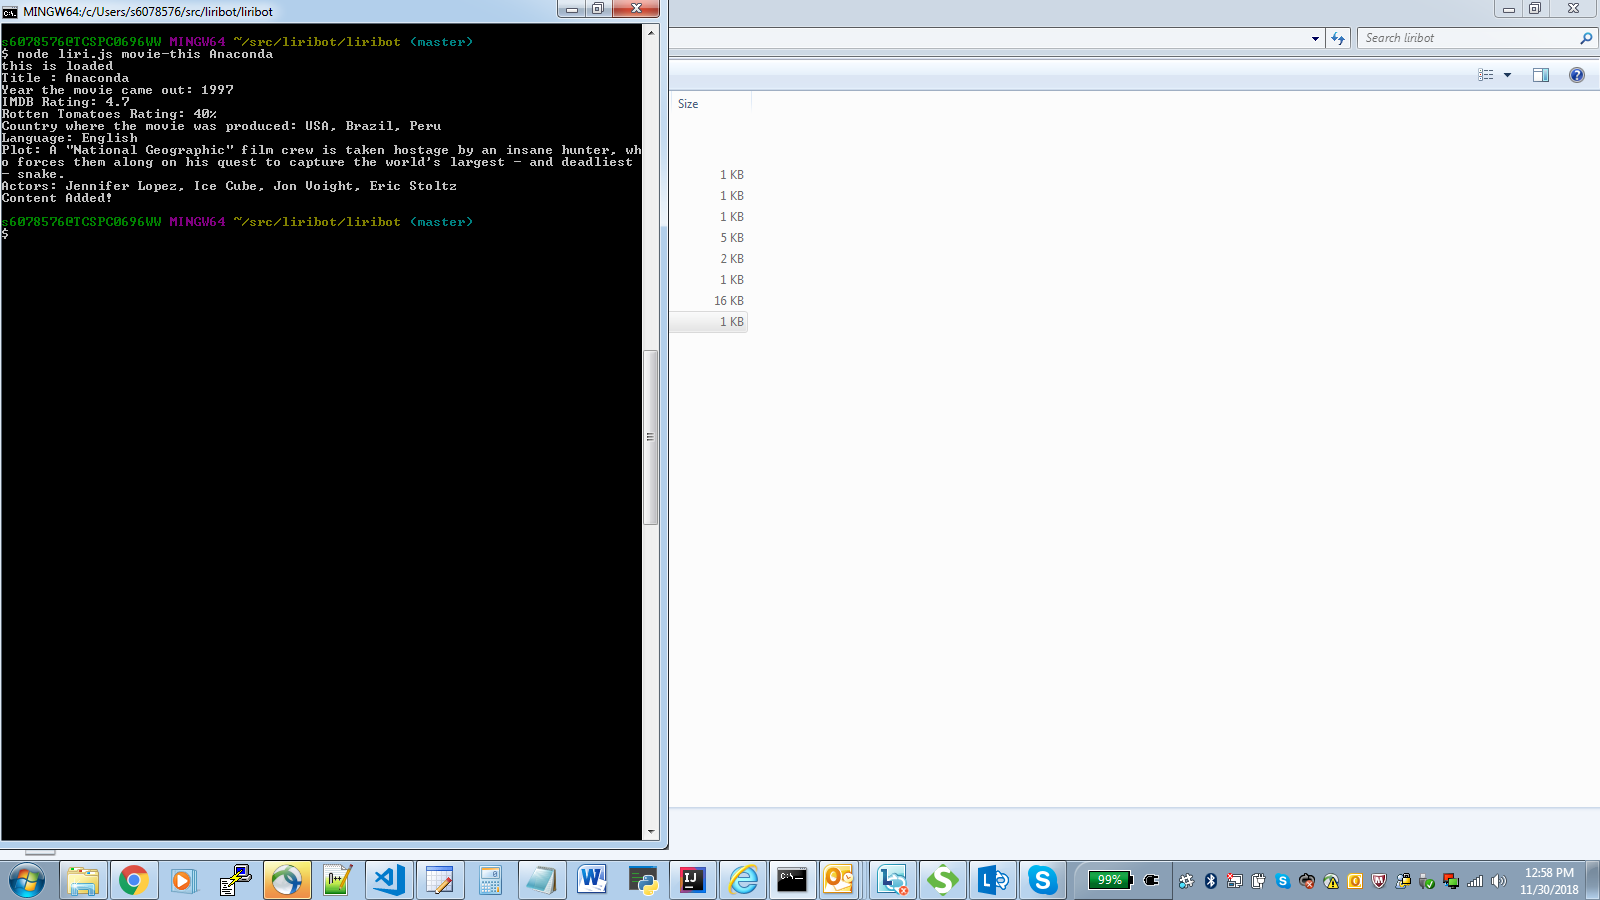 MINGW64:/c/Users/s6078576/src/liribot/liribot
s6078576@TCSPC0696WW MINGW64 ~/src/liribot/liribot (master)
$ node liri.js movie-this Anaconda
this is loaded
Title : Anaconda
Year the movie came out: 1997
IMDB Rating: 4.7
Rotten Tomatoes Rating: 40%
Country where the movie was produced: USA, Brazil, Peru
Language: English
Plot: A "National Geographic" film crew is taken hostage by an insane hunter, wh
o forces them along on his quest to capture the world's largest - and deadliest
- snake.
Actors: Jennifer Lopez, Ice Cube, Jon Voight, Eric Stoltz
Content Added!
s6078576@TCSPC0696WW MINGW64 ~/src/liribot/liribot (master)
$
Search liribot
Size
1 KB
1 KB
1 KB
5 KB
2 KB
1 KB
16 KB
1 KB
99%
12:58 PM
11/30/2018